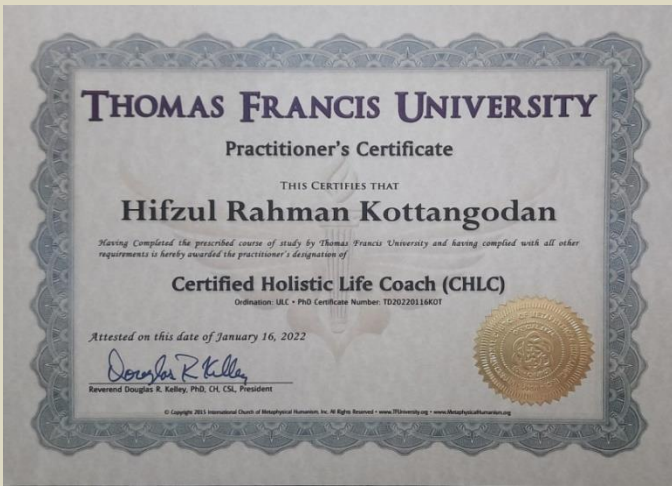 THOMAS FRANCIS UNIVERSITY
Practitioner's Certificate
THIS CERTIFIES THAT
Hifzul Rahman Kottangodan
Having Completed the prescribed course of study by Thomas Francis University and having complied with all other
requirements is hereby awarded the practitioner's designation of
Certified Holistic Life Coach (CHLC)
Ordination: ULC • PhD Certificate Number: TD20220116KOT
Attested on this date of January 16, 2022
Douglas R Kelley
Reverend Douglas R. Kelley, PhD, CH, CSL, President
© Copyright 2015 International Church of Metaphysical Humanism, Inc. All Rights Reserved • www.TFUniversity.org • www.MetaphysicalHumanism.org